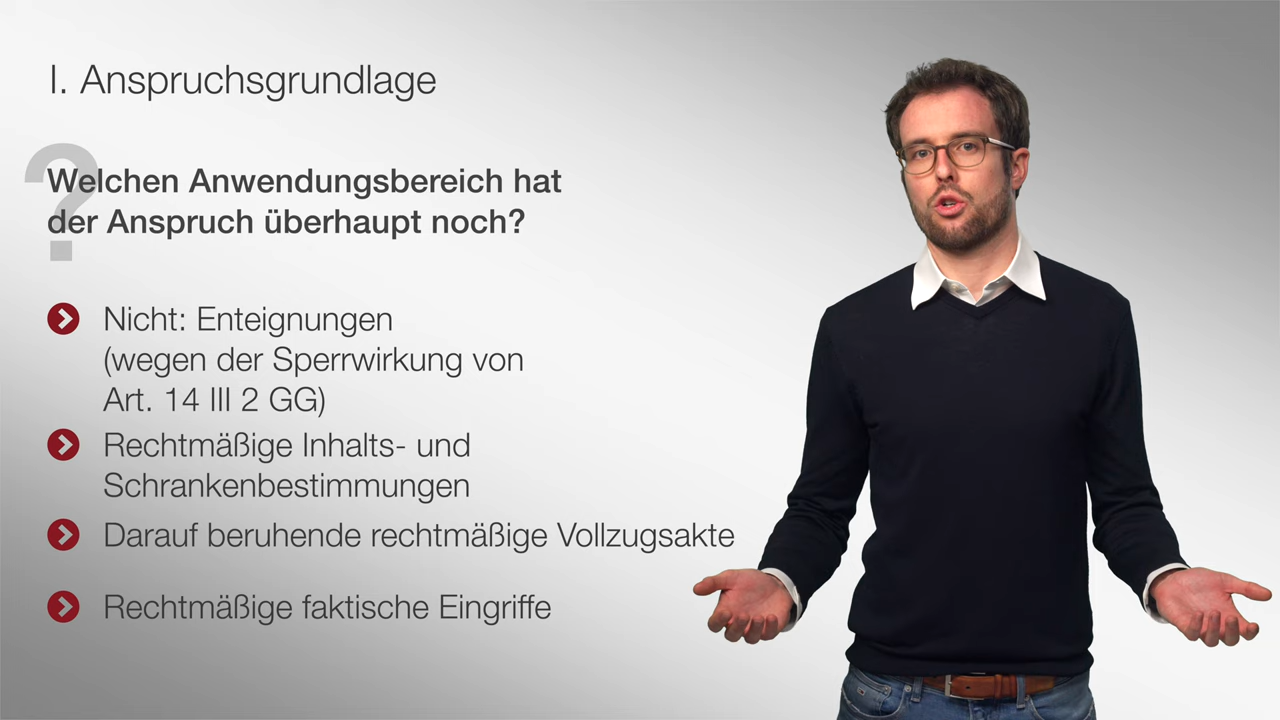 I. Anspruchsgrundlage
?
Welchen Anwendungsbereich hat
der Anspruch überhaupt noch?
Nicht: Enteignungen
(wegen der Sperrwirkung von
Art. 14 III 2 GG)
Rechtmäßige Inhalts- und
Schrankenbestimmungen
Darauf beruhende rechtmäßige Vollzugsakte
Rechtmäßige faktische Eingriffe